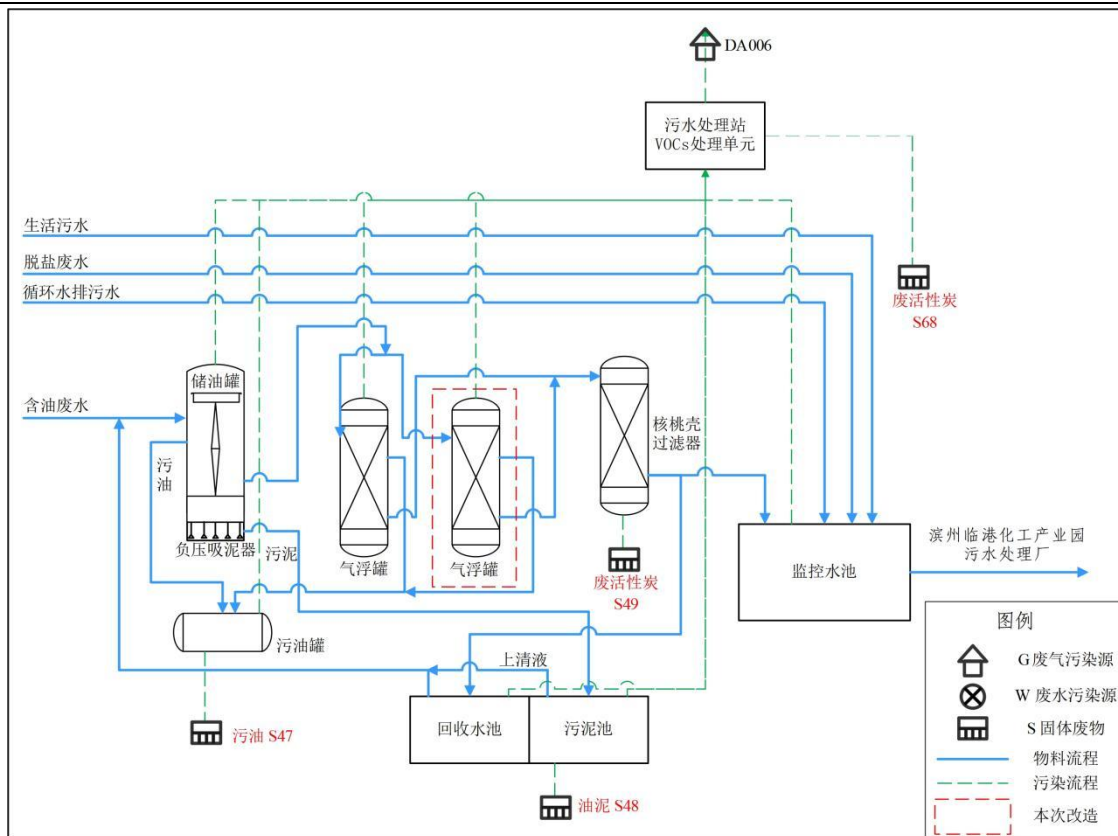 DA006
污水处理站
VOCs处理单元
生活污水
脱盐废水
循环水排污水
废活性炭
S68
储油罐
含油废水
核桃壳
过滤器
污油
负压吸泥器
污泥
气浮罐
气浮罐
废活性炭
S49
监控水池
滨州临港化工产业园
污水处理厂
污油罐
上清液
回收水池
污泥池
污油 S47
油泥 S48
图例
G废气污染源
W 废水污染源
S固体废物
物料流程
污染流程
本次改造